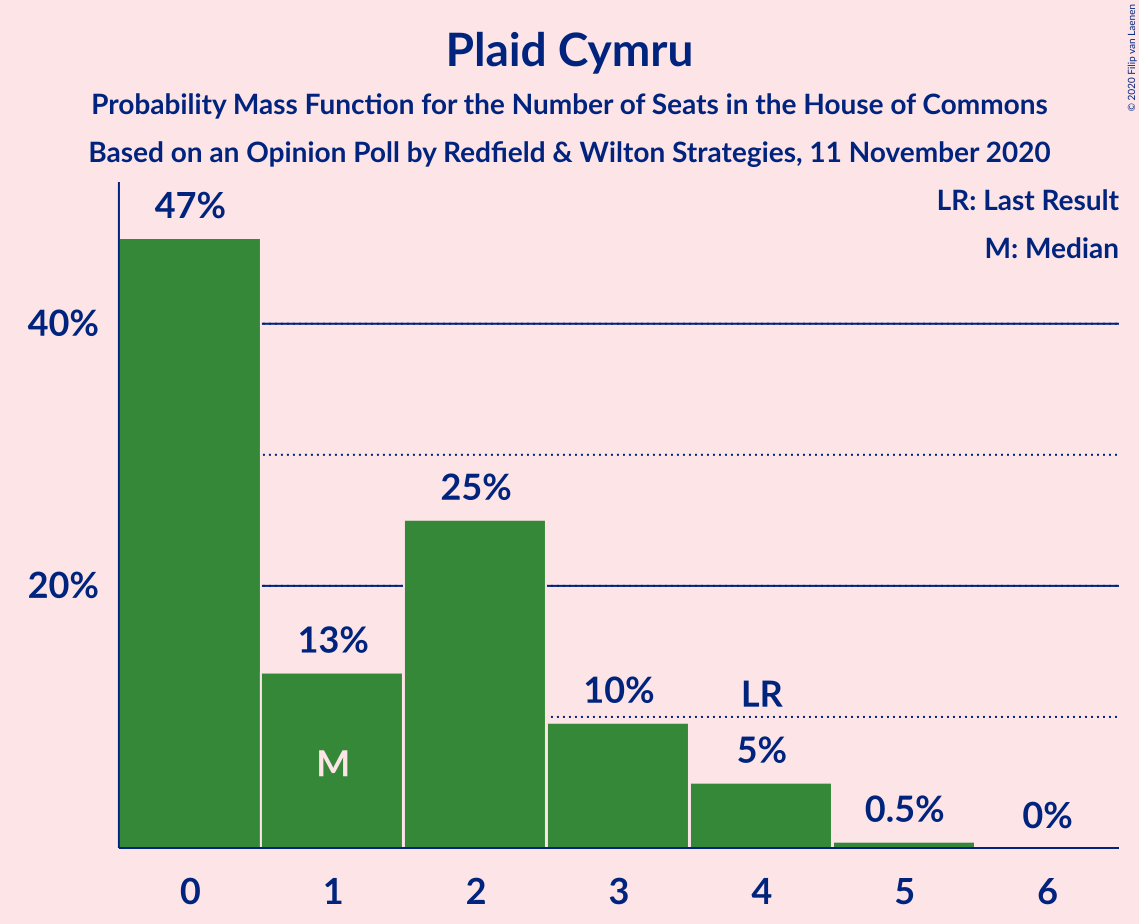 Plaid Cymru
Probability Mass Function for the Number of Seats in the House of Commons
Based on an Opinion Poll by Redfield & Wilton Strategies, 11 November 2020
© 2020 Filip van Laenen
LR: Last Result
M: Median
47%
40%
25%
20%
13%
10%
LR
5%
M
0.5%
0%
0 1 2 3 4 5 6